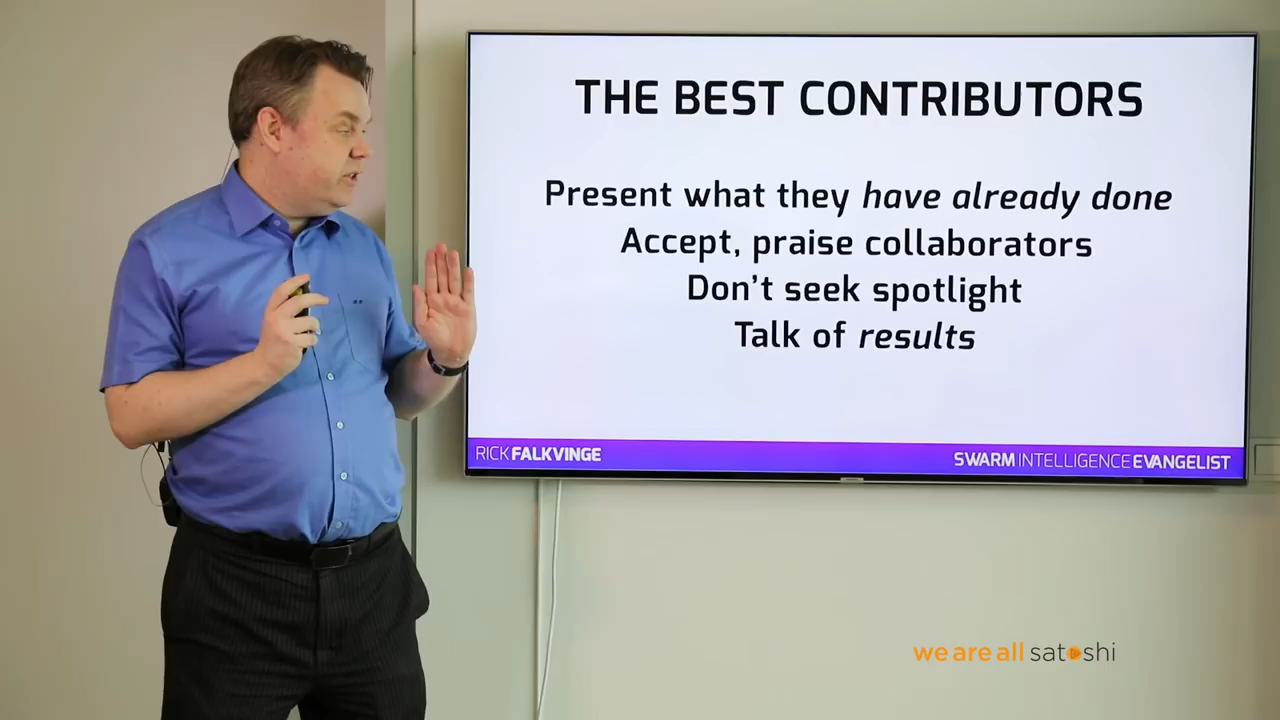 THE BEST CONTRIBUTORS
Present what they have already done
Accept, praise collaborators
Don't seek spotlight
Talk of results
RICK FALKVINGE
SWARM INTELLIGENCE EVANGELIST
we are all satoshi